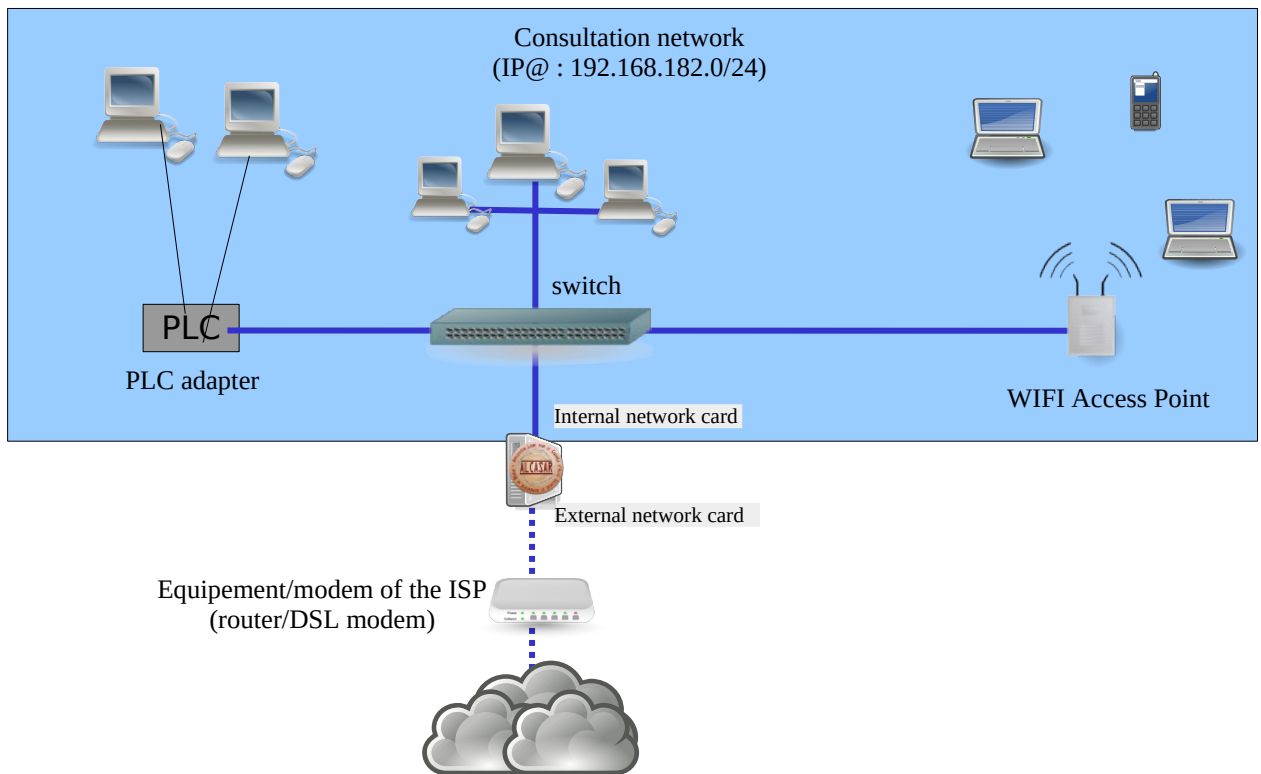 Consultation network
(IP@ : 192.168.182.0/24)
switch
PLC
PLC adapter
WIFI Access Point
Internal network card
ALCASAR
External network card
Equipement/modem of the ISP
(router/DSL modem)